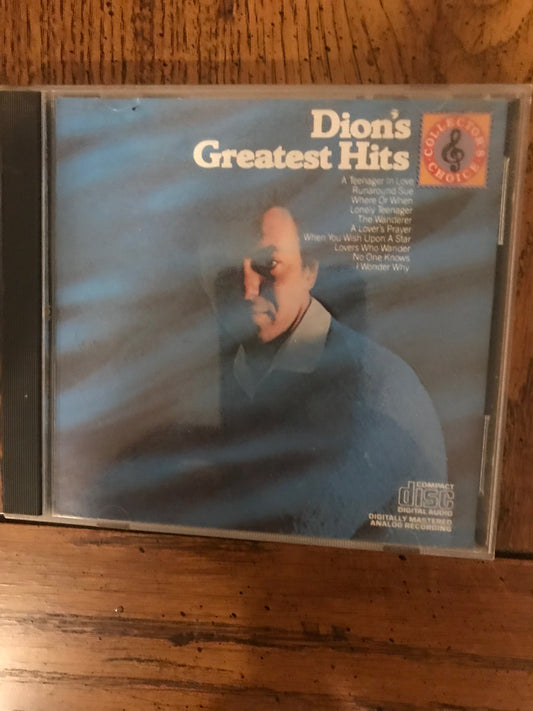 Dion's
Greatest Hits
COLLECTOR'S
CHOICE
A Teenager In Love
Runaround Sue
Where Or When
Lonely Teenager
The Wanderer
A Lover's Prayer
When You Wish Upon A Star
Lovers Who Wander
No One Knows
I Wonder Why
COMPACT
disc
DIGITAL AUDIO
DIGITALLY MASTERED
ANALOG RECORDING